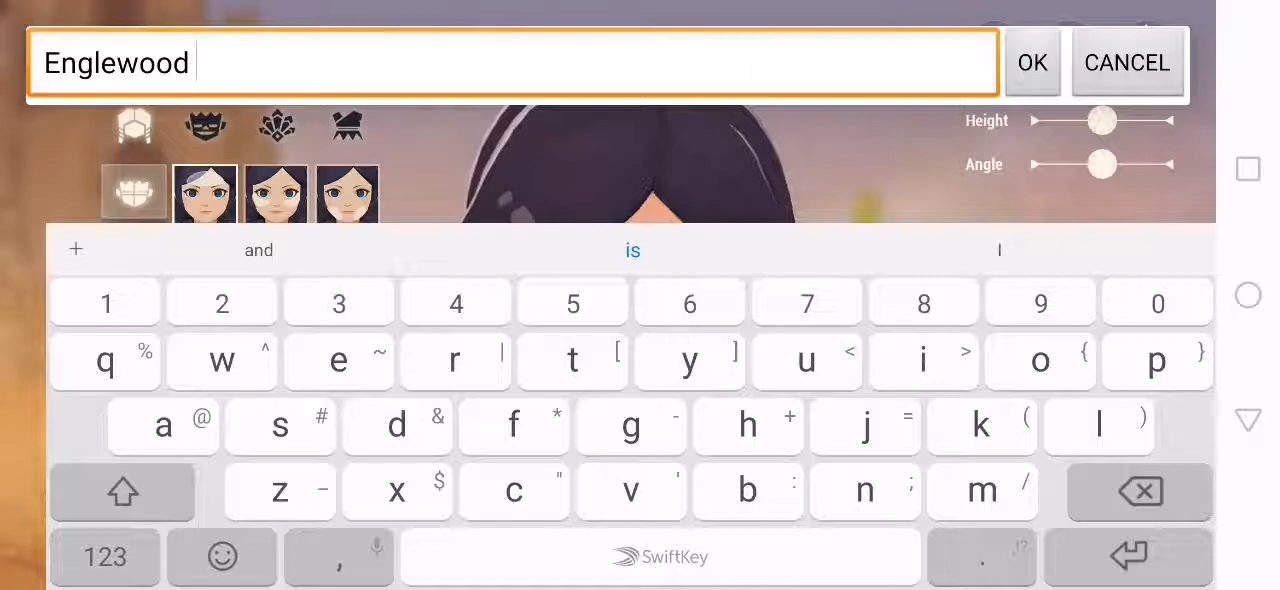 Englewood
OK
CANCEL
Height
Angle
+ and is I
1 2 3 4 5 6 7 8 9 0
q % w ^ e ~ r | t [ y ] u < i > o { p }
a @ s # d & f * g - h + j = k ( l )
z _ x $ c " v ' b : n ; m /
123 , SwiftKey . ,!?